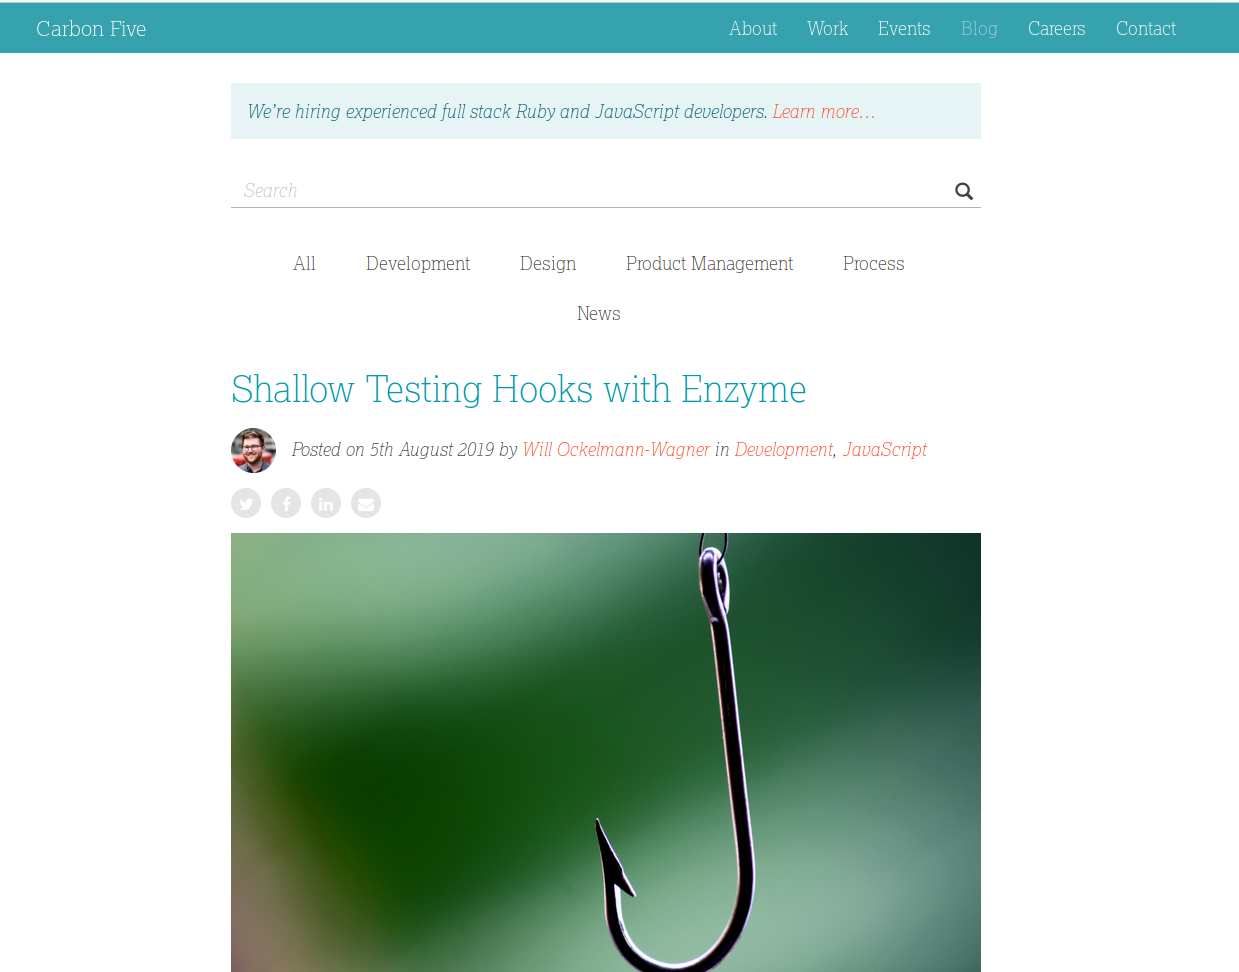 Carbon Five About Work Events Blog Careers Contact
We're hiring experienced full stack Ruby and JavaScript developers. Learn more…
Search
All Development Design Product Management Process
News
Shallow Testing Hooks with Enzyme
Posted on 5th August 2019 by Will Ockelmann-Wagner in Development, JavaScript